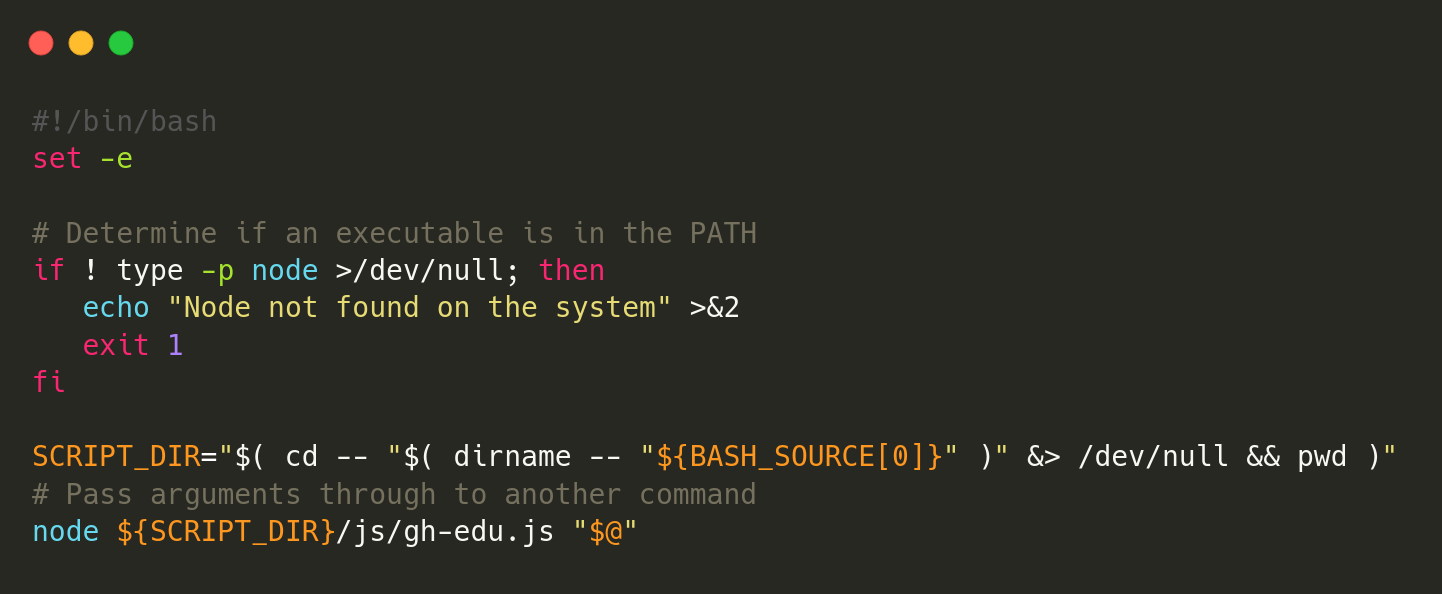 #!/bin/bash
set -e
# Determine if an executable is in the PATH
if ! type -p node >/dev/null; then
echo "Node not found on the system" >&2
exit 1
fi
SCRIPT_DIR="$( cd -- "$( dirname -- "${BASH_SOURCE[0]}" )" &> /dev/null && pwd )"
# Pass arguments through to another command
node ${SCRIPT_DIR}/js/gh-edu.js "$@"